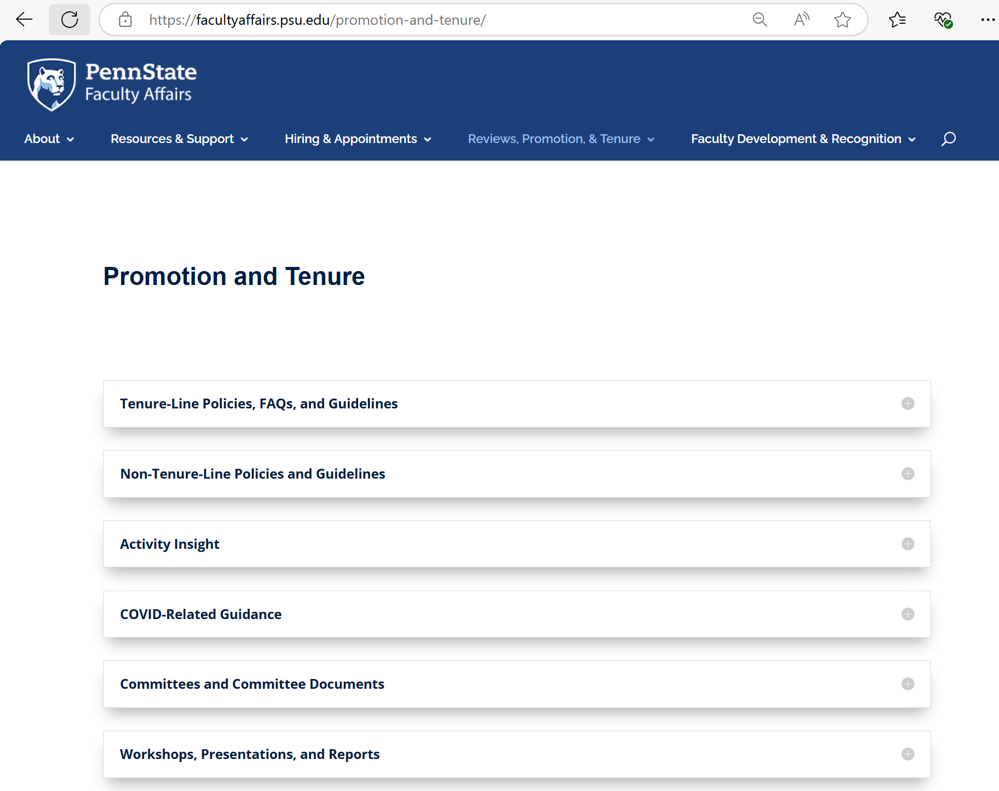 https://facultyaffairs.psu.edu/promotion-and-tenure/
PennState
Faculty Affairs
About
Resources & Support
Hiring & Appointments
Reviews, Promotion, & Tenure
Faculty Development & Recognition
Promotion and Tenure
Tenure-Line Policies, FAQs, and Guidelines
Non-Tenure-Line Policies and Guidelines
Activity Insight
COVID-Related Guidance
Committees and Committee Documents
Workshops, Presentations, and Reports